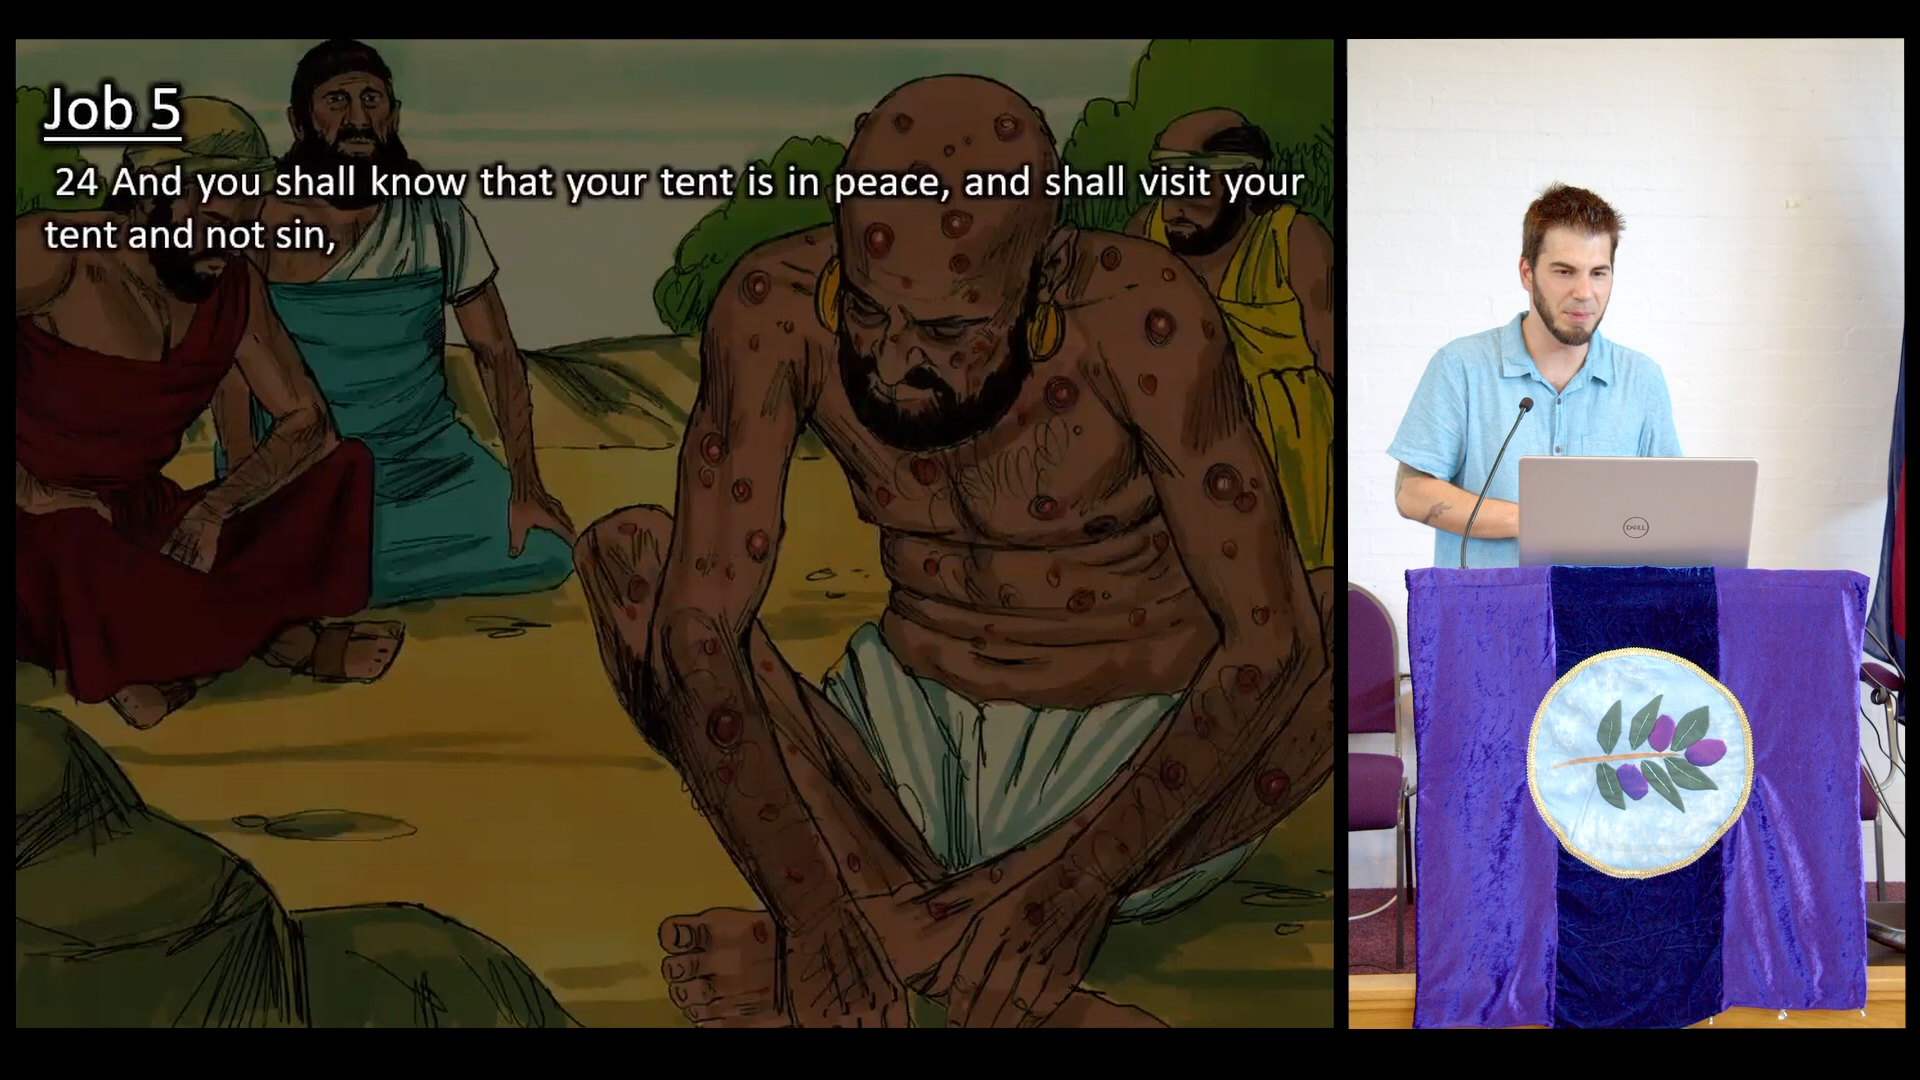 Job 5
24 And you shall know that your tent is in peace, and shall visit your
tent and not sin,
DELL